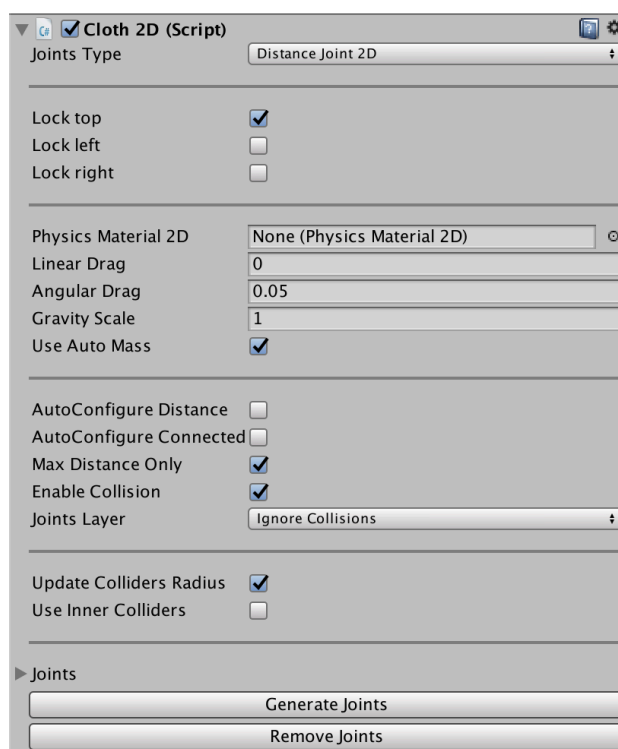 Cloth 2D (Script)
Joints Type Distance Joint 2D
Lock top
Lock left
Lock right
Physics Material 2D None (Physics Material 2D)
Linear Drag 0
Angular Drag 0.05
Gravity Scale 1
Use Auto Mass
AutoConfigure Distance
AutoConfigure Connected
Max Distance Only
Enable Collision
Joints Layer Ignore Collisions
Update Colliders Radius
Use Inner Colliders
Joints
Generate Joints
Remove Joints